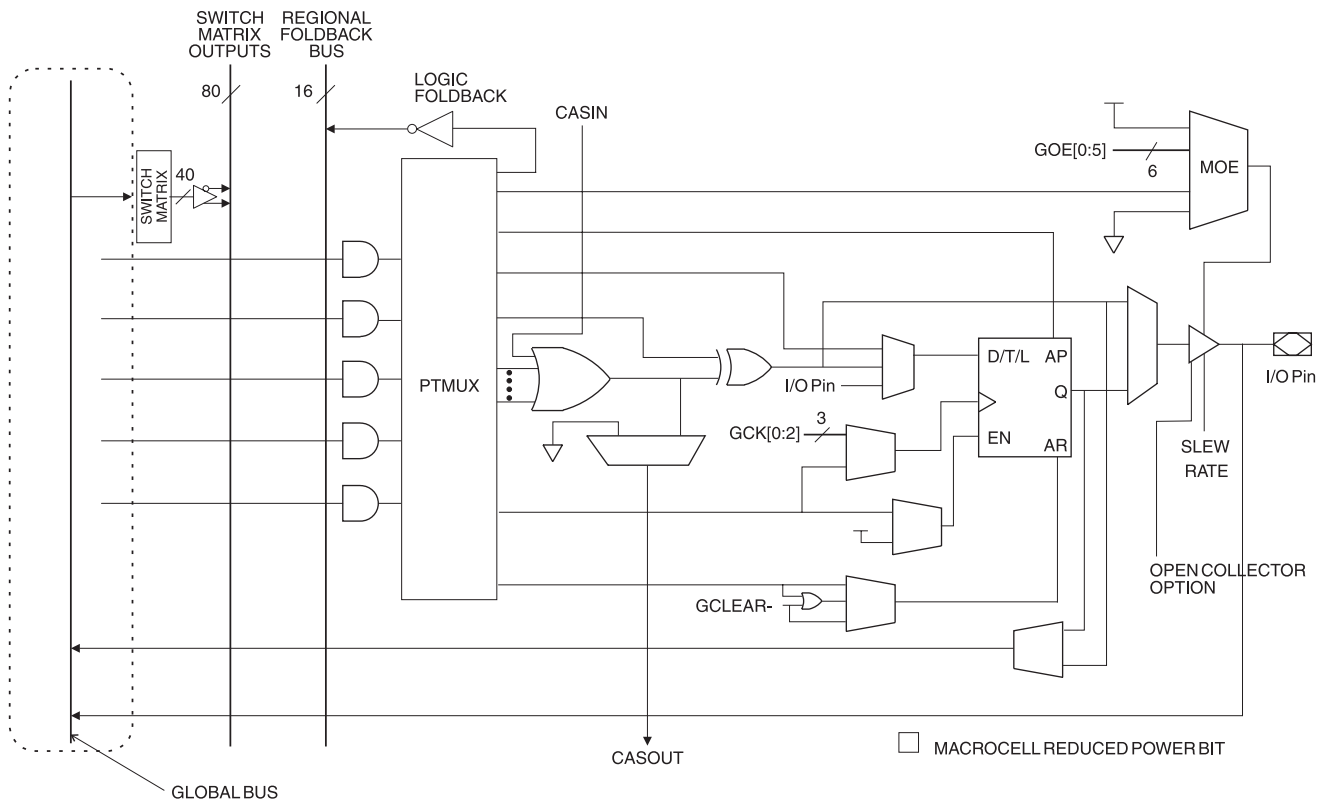 SWITCH
MATRIX
OUTPUTS
REGIONAL
FOLDBACK
BUS
80
16
LOGIC
FOLDBACK
CASIN
GOE[0:5]
6
MOE
SWITCH
MATRIX
40
PTMUX
D/T/L AP
Q
EN
AR
I/O Pin
I/O Pin
GCK[0:2]
3
SLEW
RATE
OPEN COLLECTOR
OPTION
GCLEAR-
CASOUT
MACROCELL REDUCED POWER BIT
GLOBAL BUS